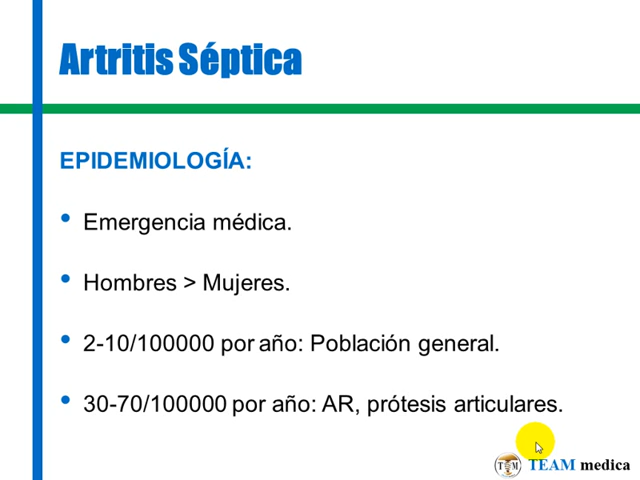 Artritis Séptica
EPIDEMIOLOGÍA:
• Emergencia médica.
• Hombres > Mujeres.
• 2-10/100000 por año: Población general.
• 30-70/100000 por año: AR, prótesis articulares.
TEAM medica